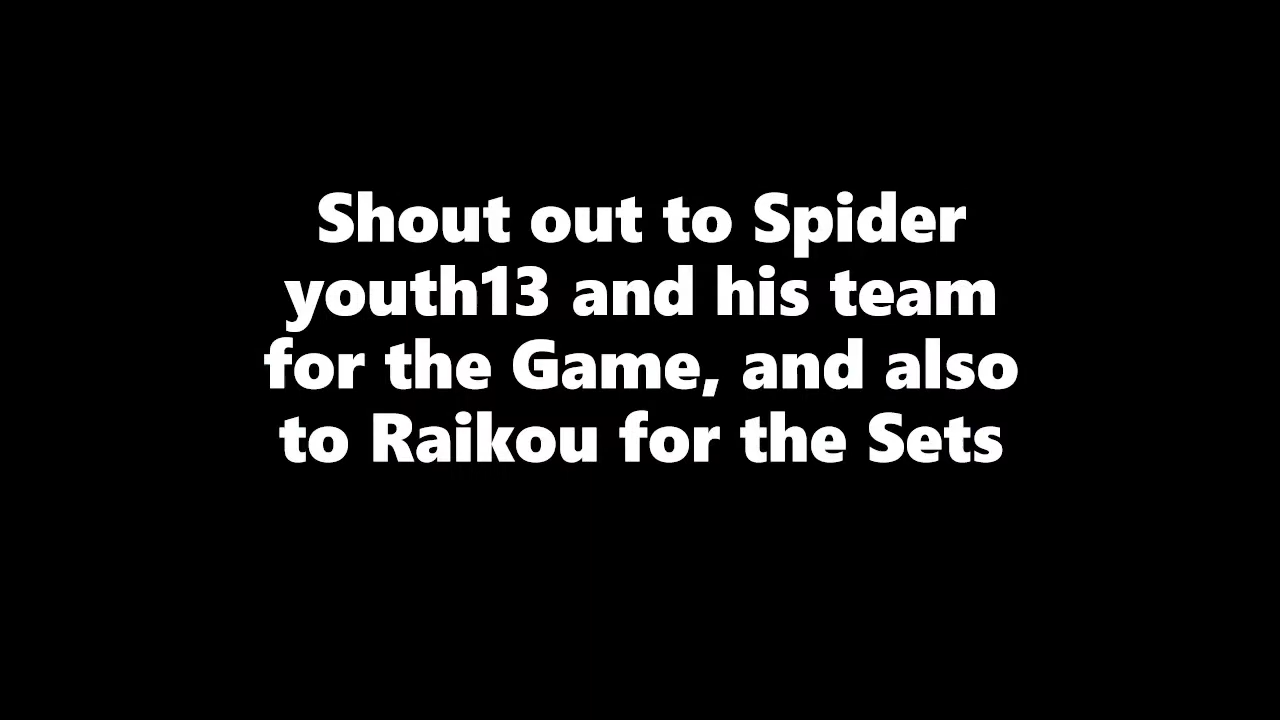 Shout out to Spider
youth13 and his team
for the Game, and also
to Raikou for the Sets